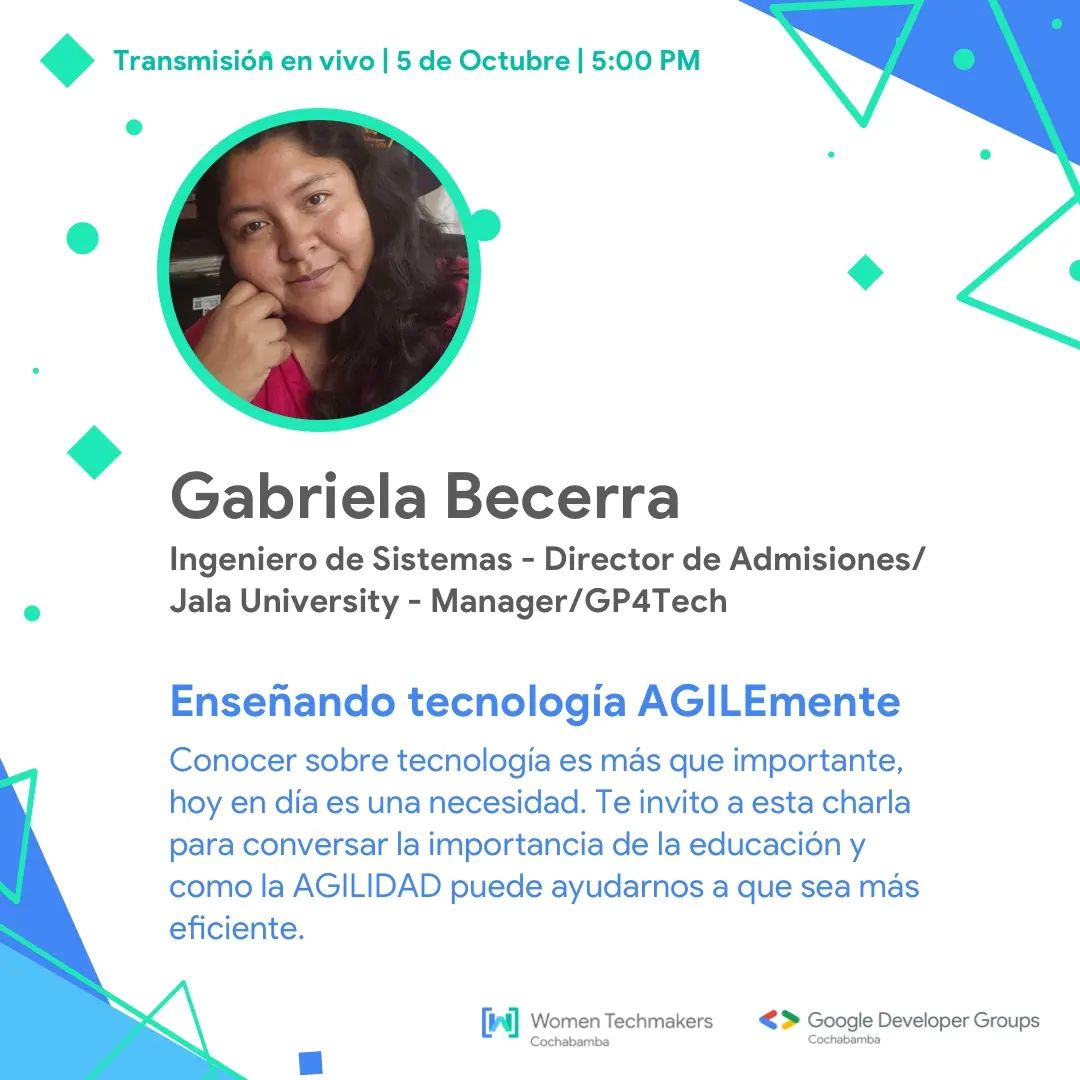 Transmisión en vivo | 5 de Octubre | 5:00 PM
Gabriela Becerra
Ingeniero de Sistemas - Director de Admisiones/
Jala University - Manager/GP4Tech
Enseñando tecnología AGILEmente
Conocer sobre tecnología es más que importante,
hoy en día es una necesidad. Te invito a esta charla
para conversar la importancia de la educación y
como la AGILIDAD puede ayudarnos a que sea más
eficiente.
Women Techmakers
Cochabamba
Google Developer Groups
Cochabamba